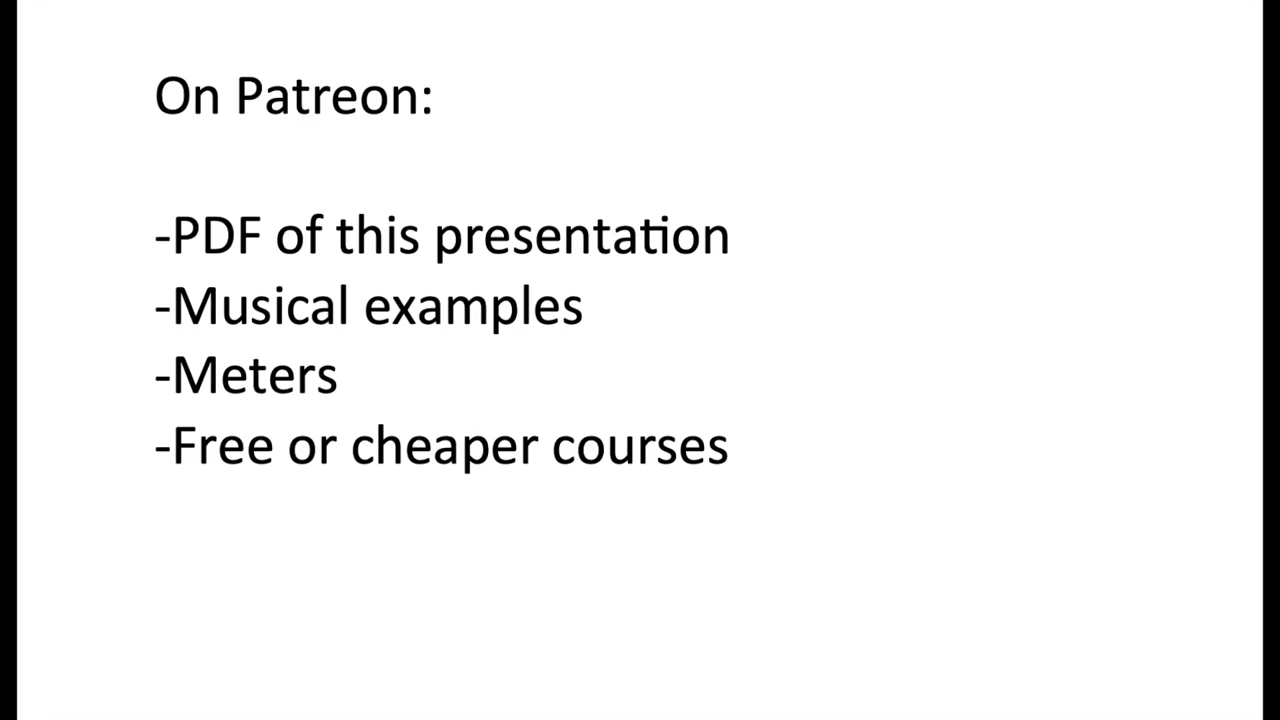 On Patreon:
-PDF of this presentation
-Musical examples
-Meters
-Free or cheaper courses